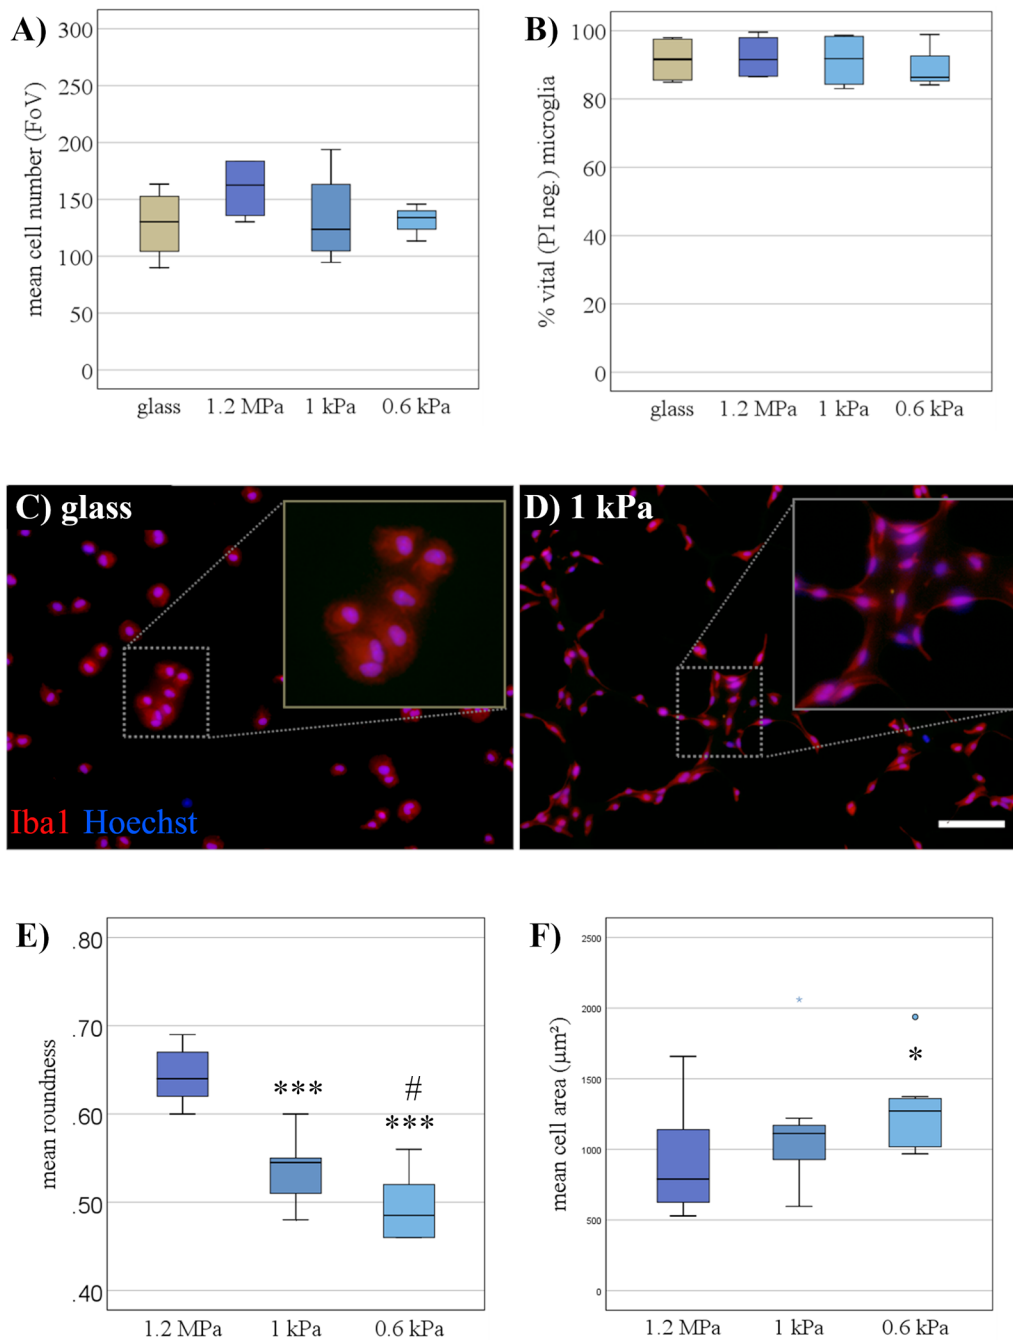 A)
mean cell number (FoV)
300
250
200
150
100
50
0
glass 1.2 MPa 1 kPa 0.6 kPa
B)
% vital (PI neg.) microglia
100
80
60
40
20
0
glass 1.2 MPa 1 kPa 0.6 kPa
C) glass
Iba1 Hoechst
D) 1 kPa
E)
mean roundness
.80
.70
.60
.50
.40
***
#
***
1.2 MPa 1 kPa 0.6 kPa
F)
mean cell area (µm²)
2500
2000
1500
1000
500
0
*
1.2 MPa 1 kPa 0.6 kPa